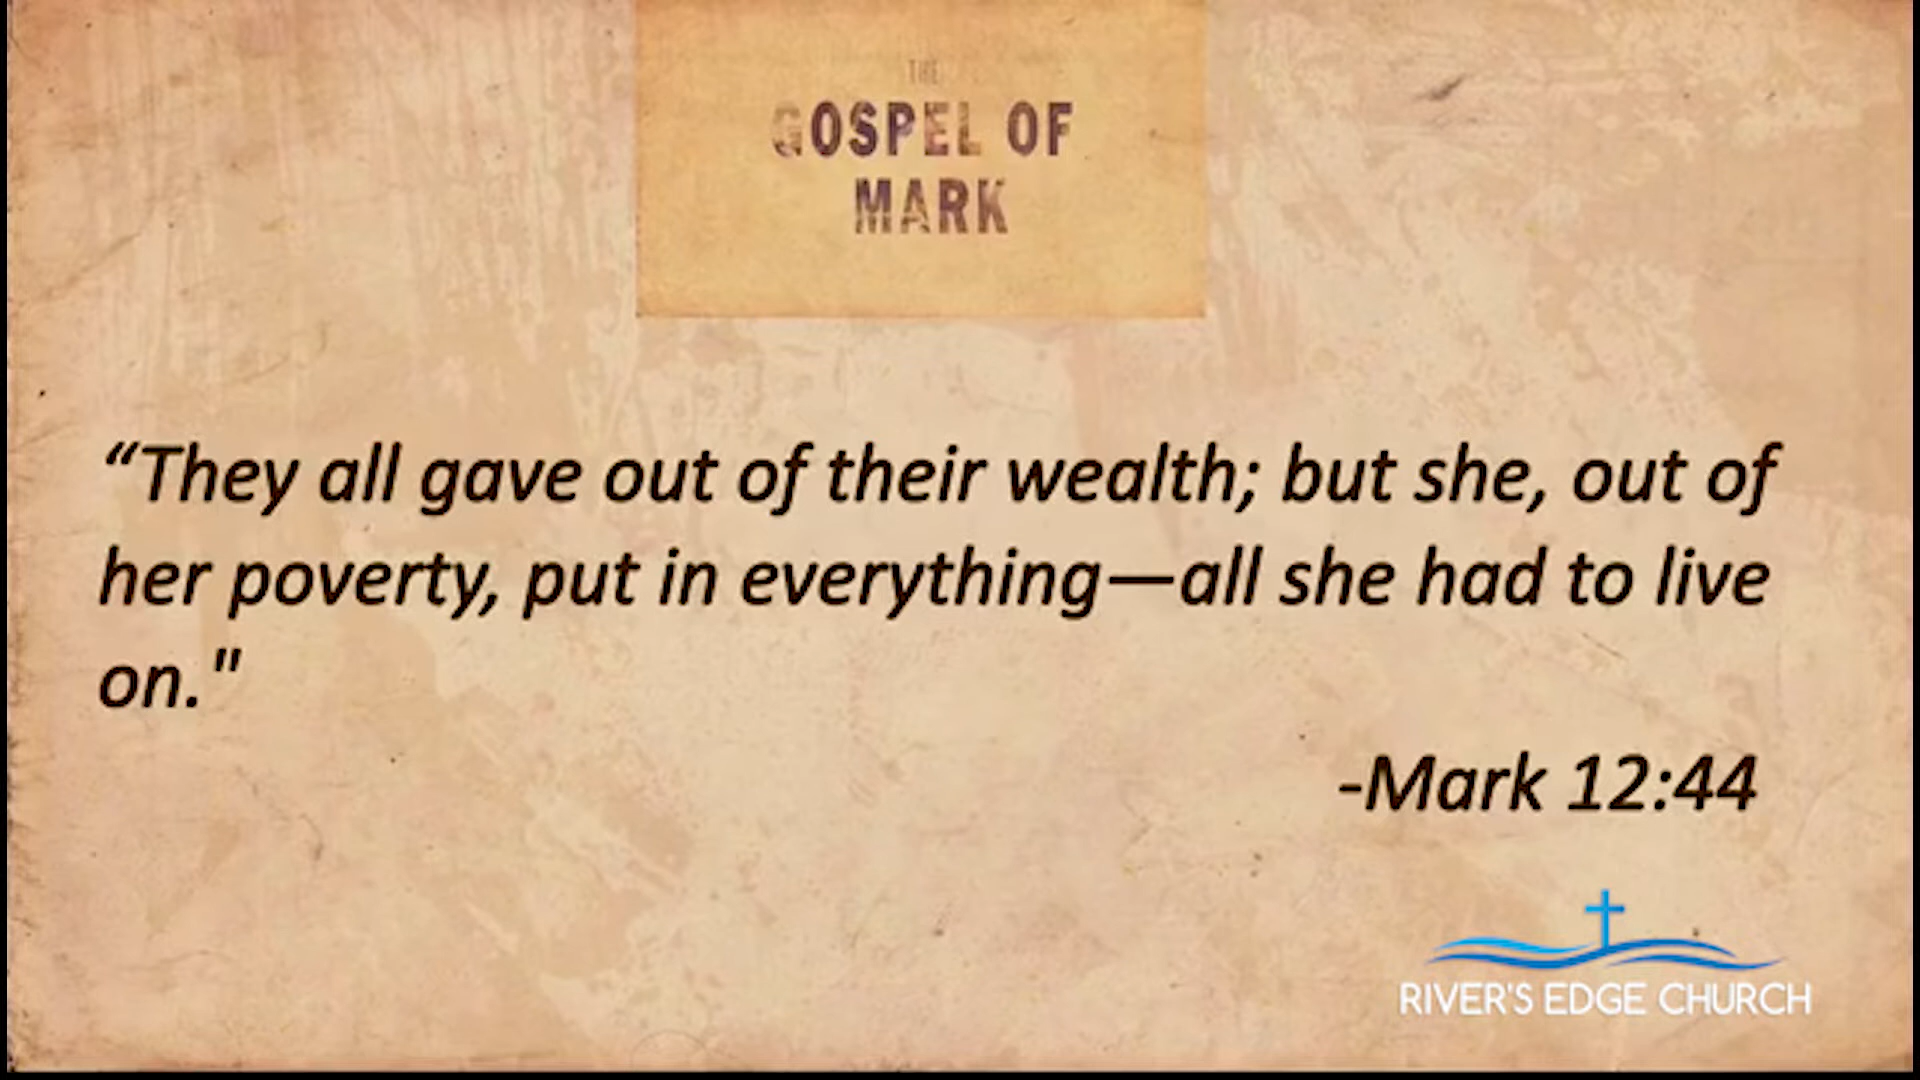 THE
GOSPEL OF
MARK
“They all gave out of their wealth; but she, out of
her poverty, put in everything—all she had to live
on."
-Mark 12:44
RIVER'S EDGE CHURCH